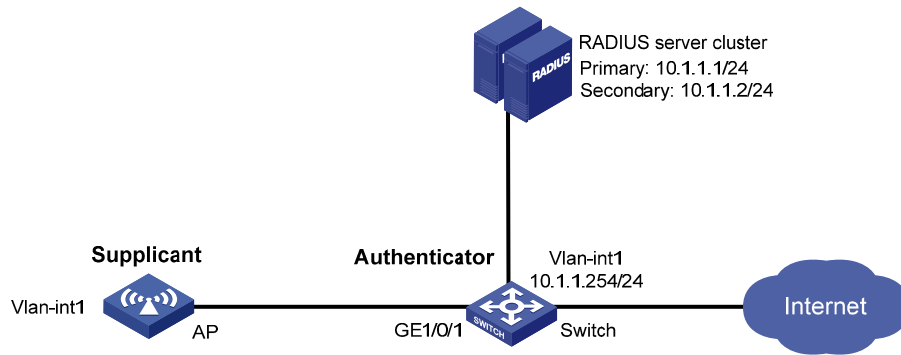 RADIUS server cluster
Primary: 10.1.1.1/24
Secondary: 10.1.1.2/24
RADIUS
Supplicant
Authenticator
Vlan-int1
10.1.1.254/24
Vlan-int1
AP
GE1/0/1
SWITCH
Switch
Internet